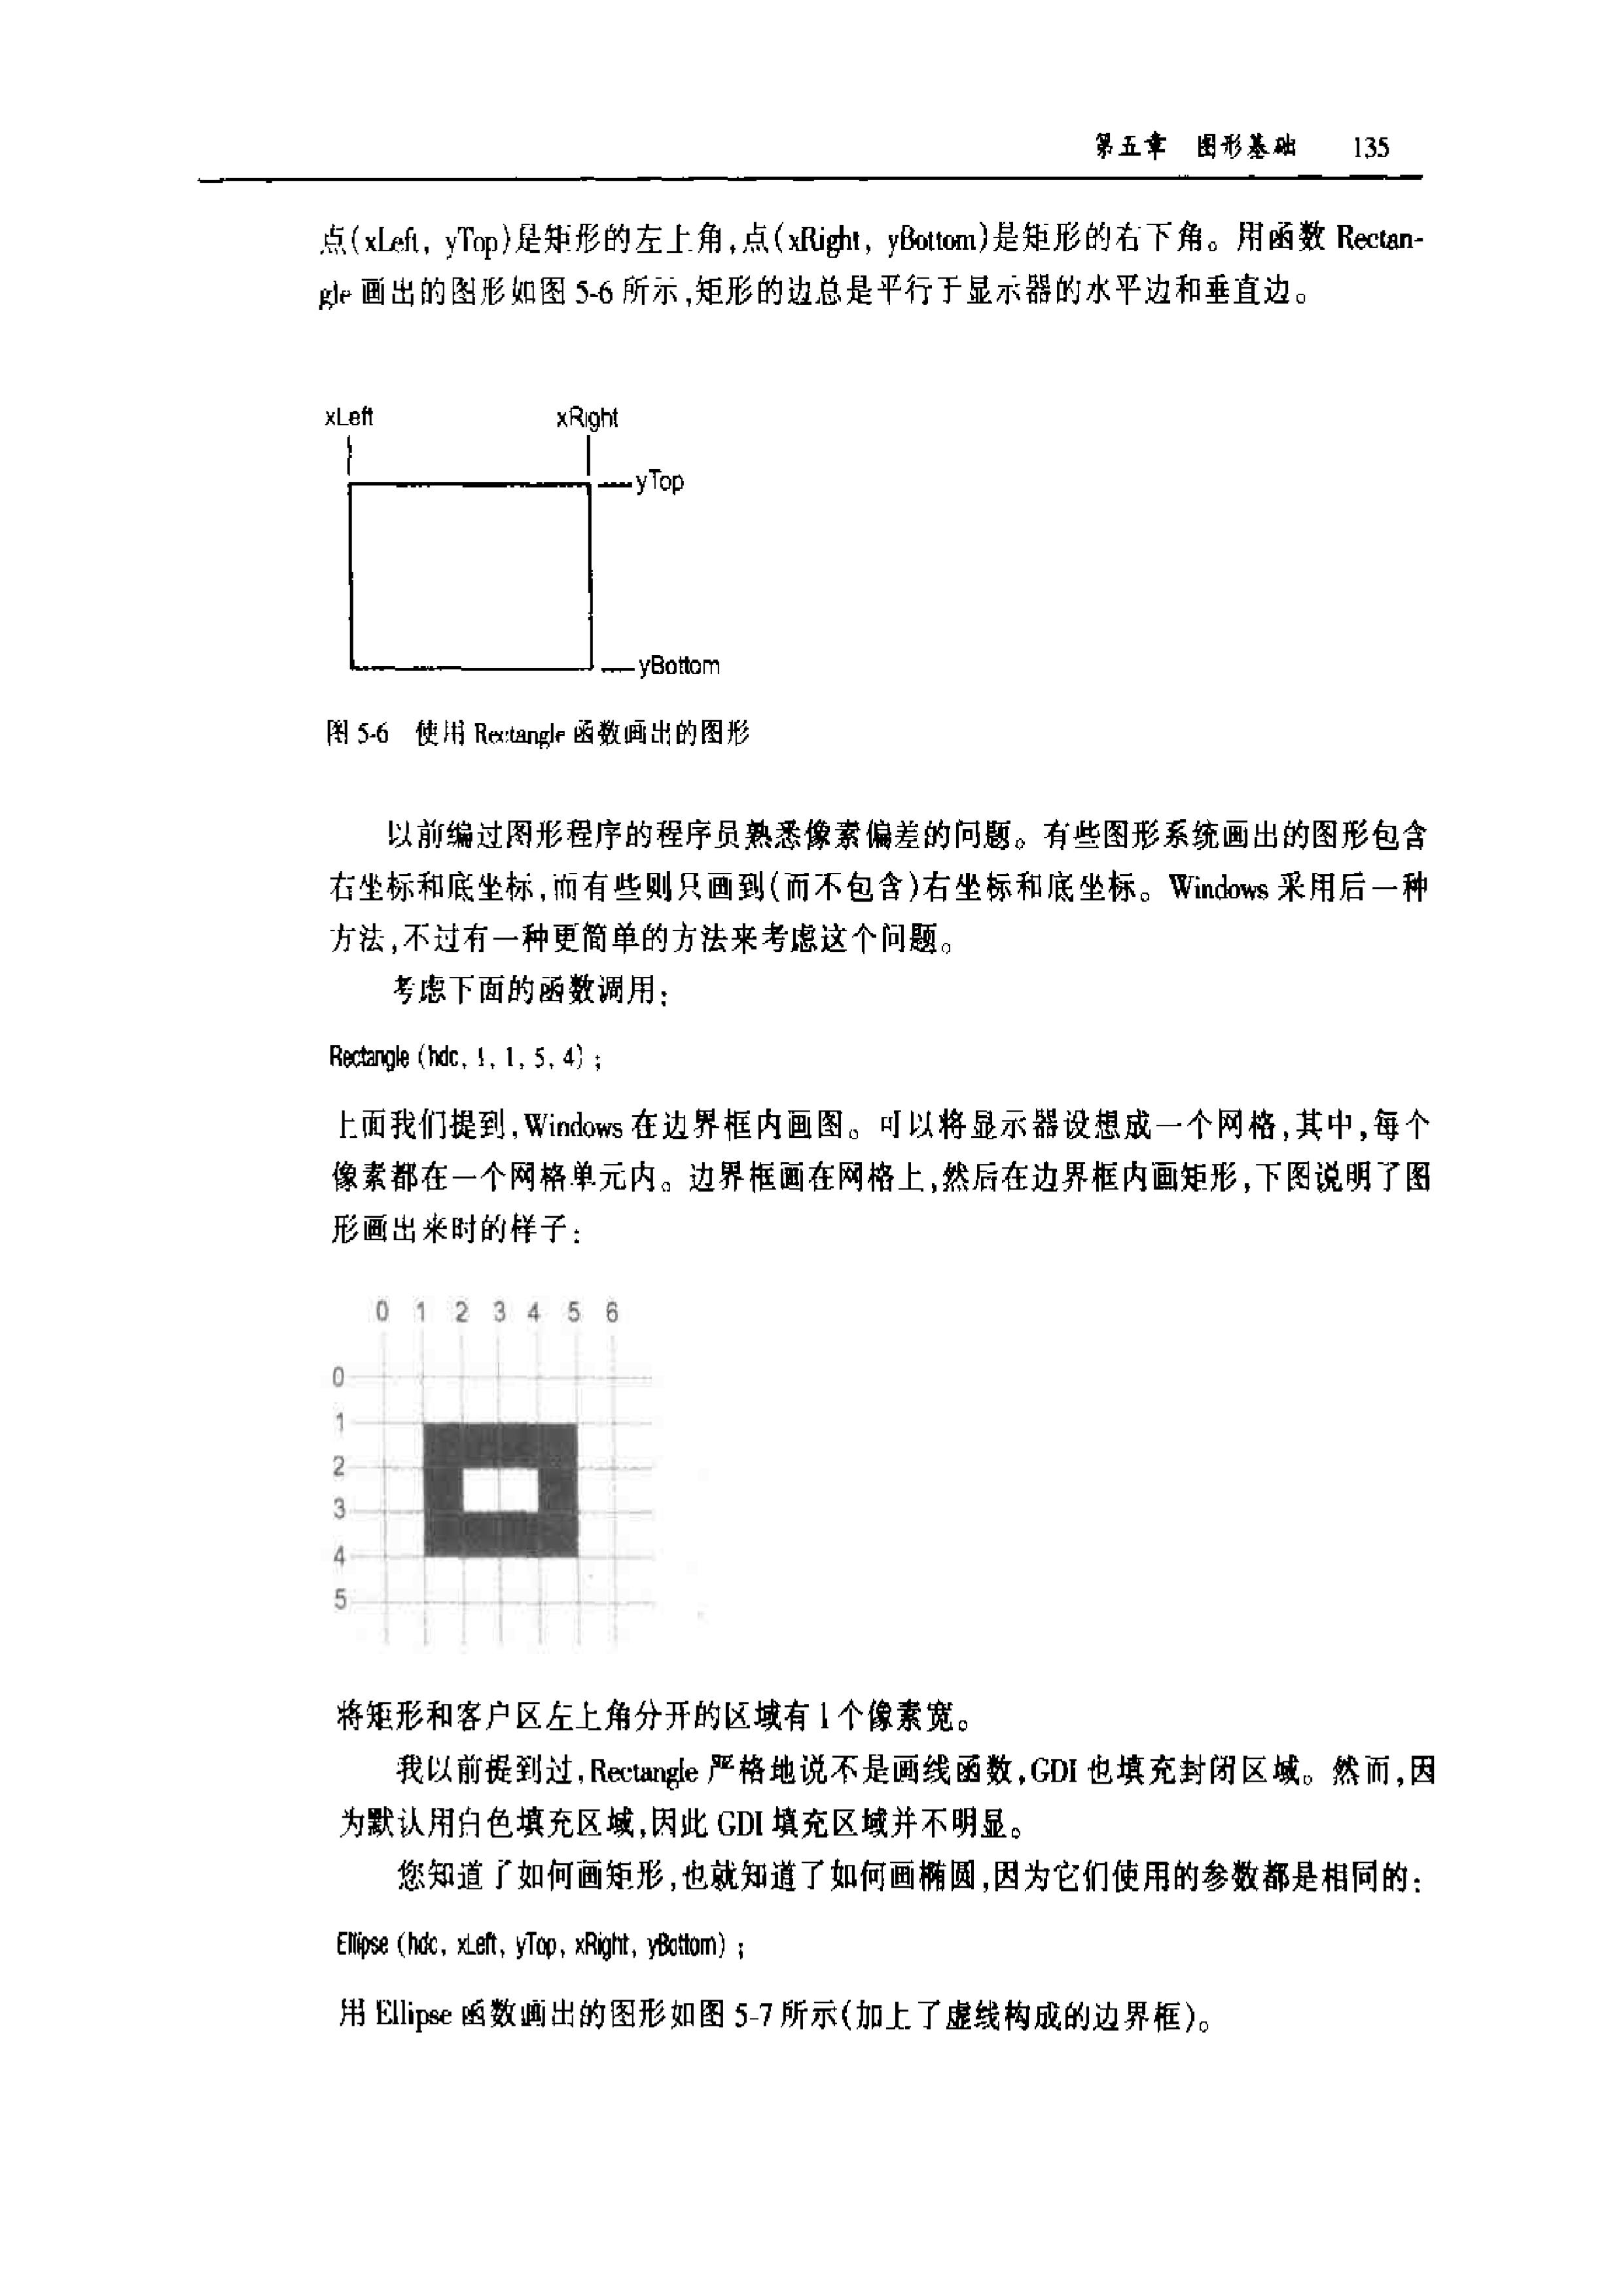 第五章 图形基础 135
点(xLeft, yTop)是矩形的左上角,点(xRight, yBottom)是矩形的右下角。用函数 Rectan-
gle 画出的图形如图 5-6 所示,矩形的边总是平行于显示器的水平边和垂直边。
xLeft xRight
yTop
yBottom
图 5-6 使用 Rectangle 函数画出的图形
以前编过图形程序的程序员熟悉像素偏差的问题。有些图形系统画出的图形包含
右坐标和底坐标,而有些则只画到(而不包含)右坐标和底坐标。Windows 采用后一种
方法,不过有一种更简单的方法来考虑这个问题。
考虑下面的函数调用:
Rectangle (hdc, 1, 1, 5, 4) ;
上面我们提到,Windows 在边界框内画图。可以将显示器设想成一个网格,其中,每个
像素都在一个网格单元内。边界框画在网格上,然后在边界框内画矩形,下图说明了图
形画出来时的样子:
0 1 2 3 4 5 6
0
1
2
3
4
5
将矩形和客户区左上角分开的区域有 1 个像素宽。
我以前提到过,Rectangle 严格地说不是画线函数,GDI 也填充封闭区域。然而,因
为默认用白色填充区域,因此 GDI 填充区域并不明显。
您知道了如何画矩形,也就知道了如何画椭圆,因为它们使用的参数都是相同的:
Ellipse (hdc, xLeft, yTop, xRight, yBottom) ;
用 Ellipse 函数画出的图形如图 5-7 所示(加上了虚线构成的边界框)。